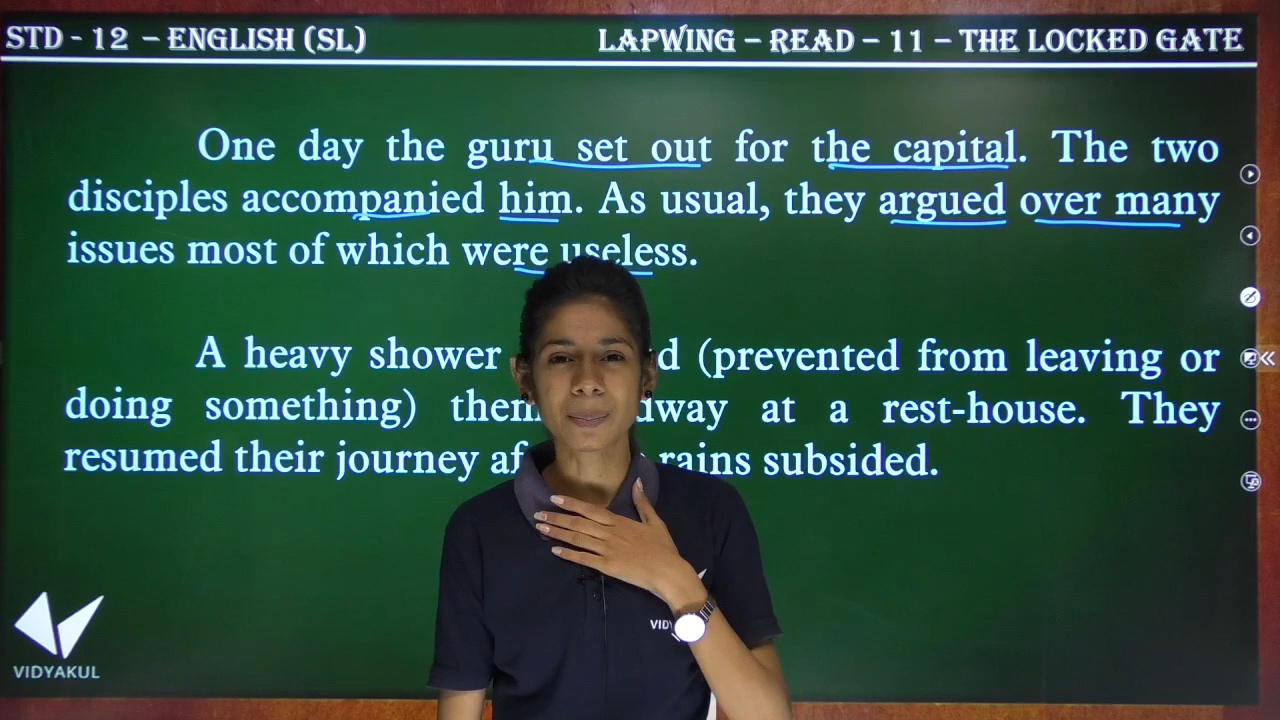 STD - 12 – ENGLISH (SL) LAPWING – READ – 11 – THE LOCKED GATE
One day the guru set out for the capital. The two
disciples accompanied him. As usual, they argued over many
issues most of which were useless.
A heavy shower (prevented from leaving or
doing something) them at a rest-house. They
resumed their journey rains subsided.
VIDYAKUL